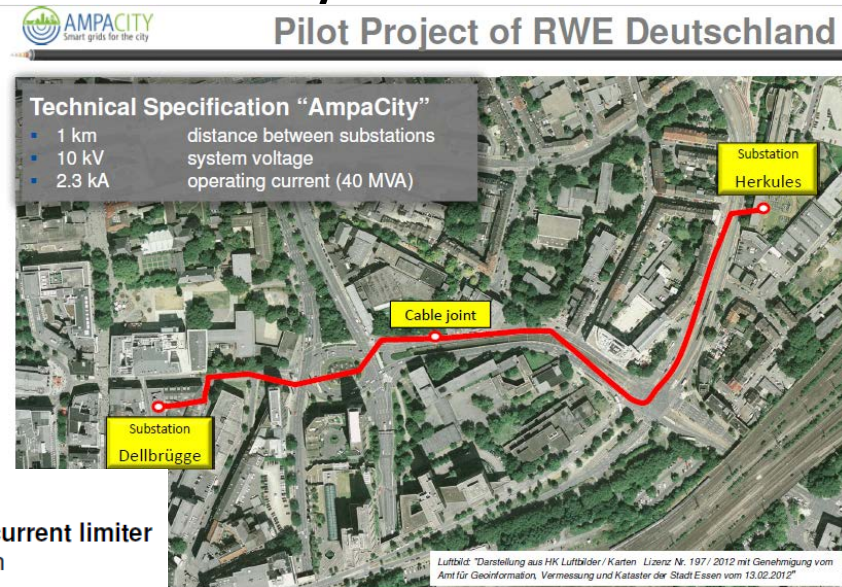 AMPACITY
Smart grids for the city
Pilot Project of RWE Deutschland
Technical Specification “AmpaCity”
▪ 1 km distance between substations
▪ 10 kV system voltage
▪ 2.3 kA operating current (40 MVA)
Substation
Herkules
Cable joint
Substation
Dellbrügge
current limiter
Luftbild: "Darstellung aus HK Luftbilder / Karten Lizenz Nr. 197 / 2012 mit Genehmigung vom
Amt für Geoinformation, Vermessung und Kataster der Stadt Essen vom 13.02.2012"